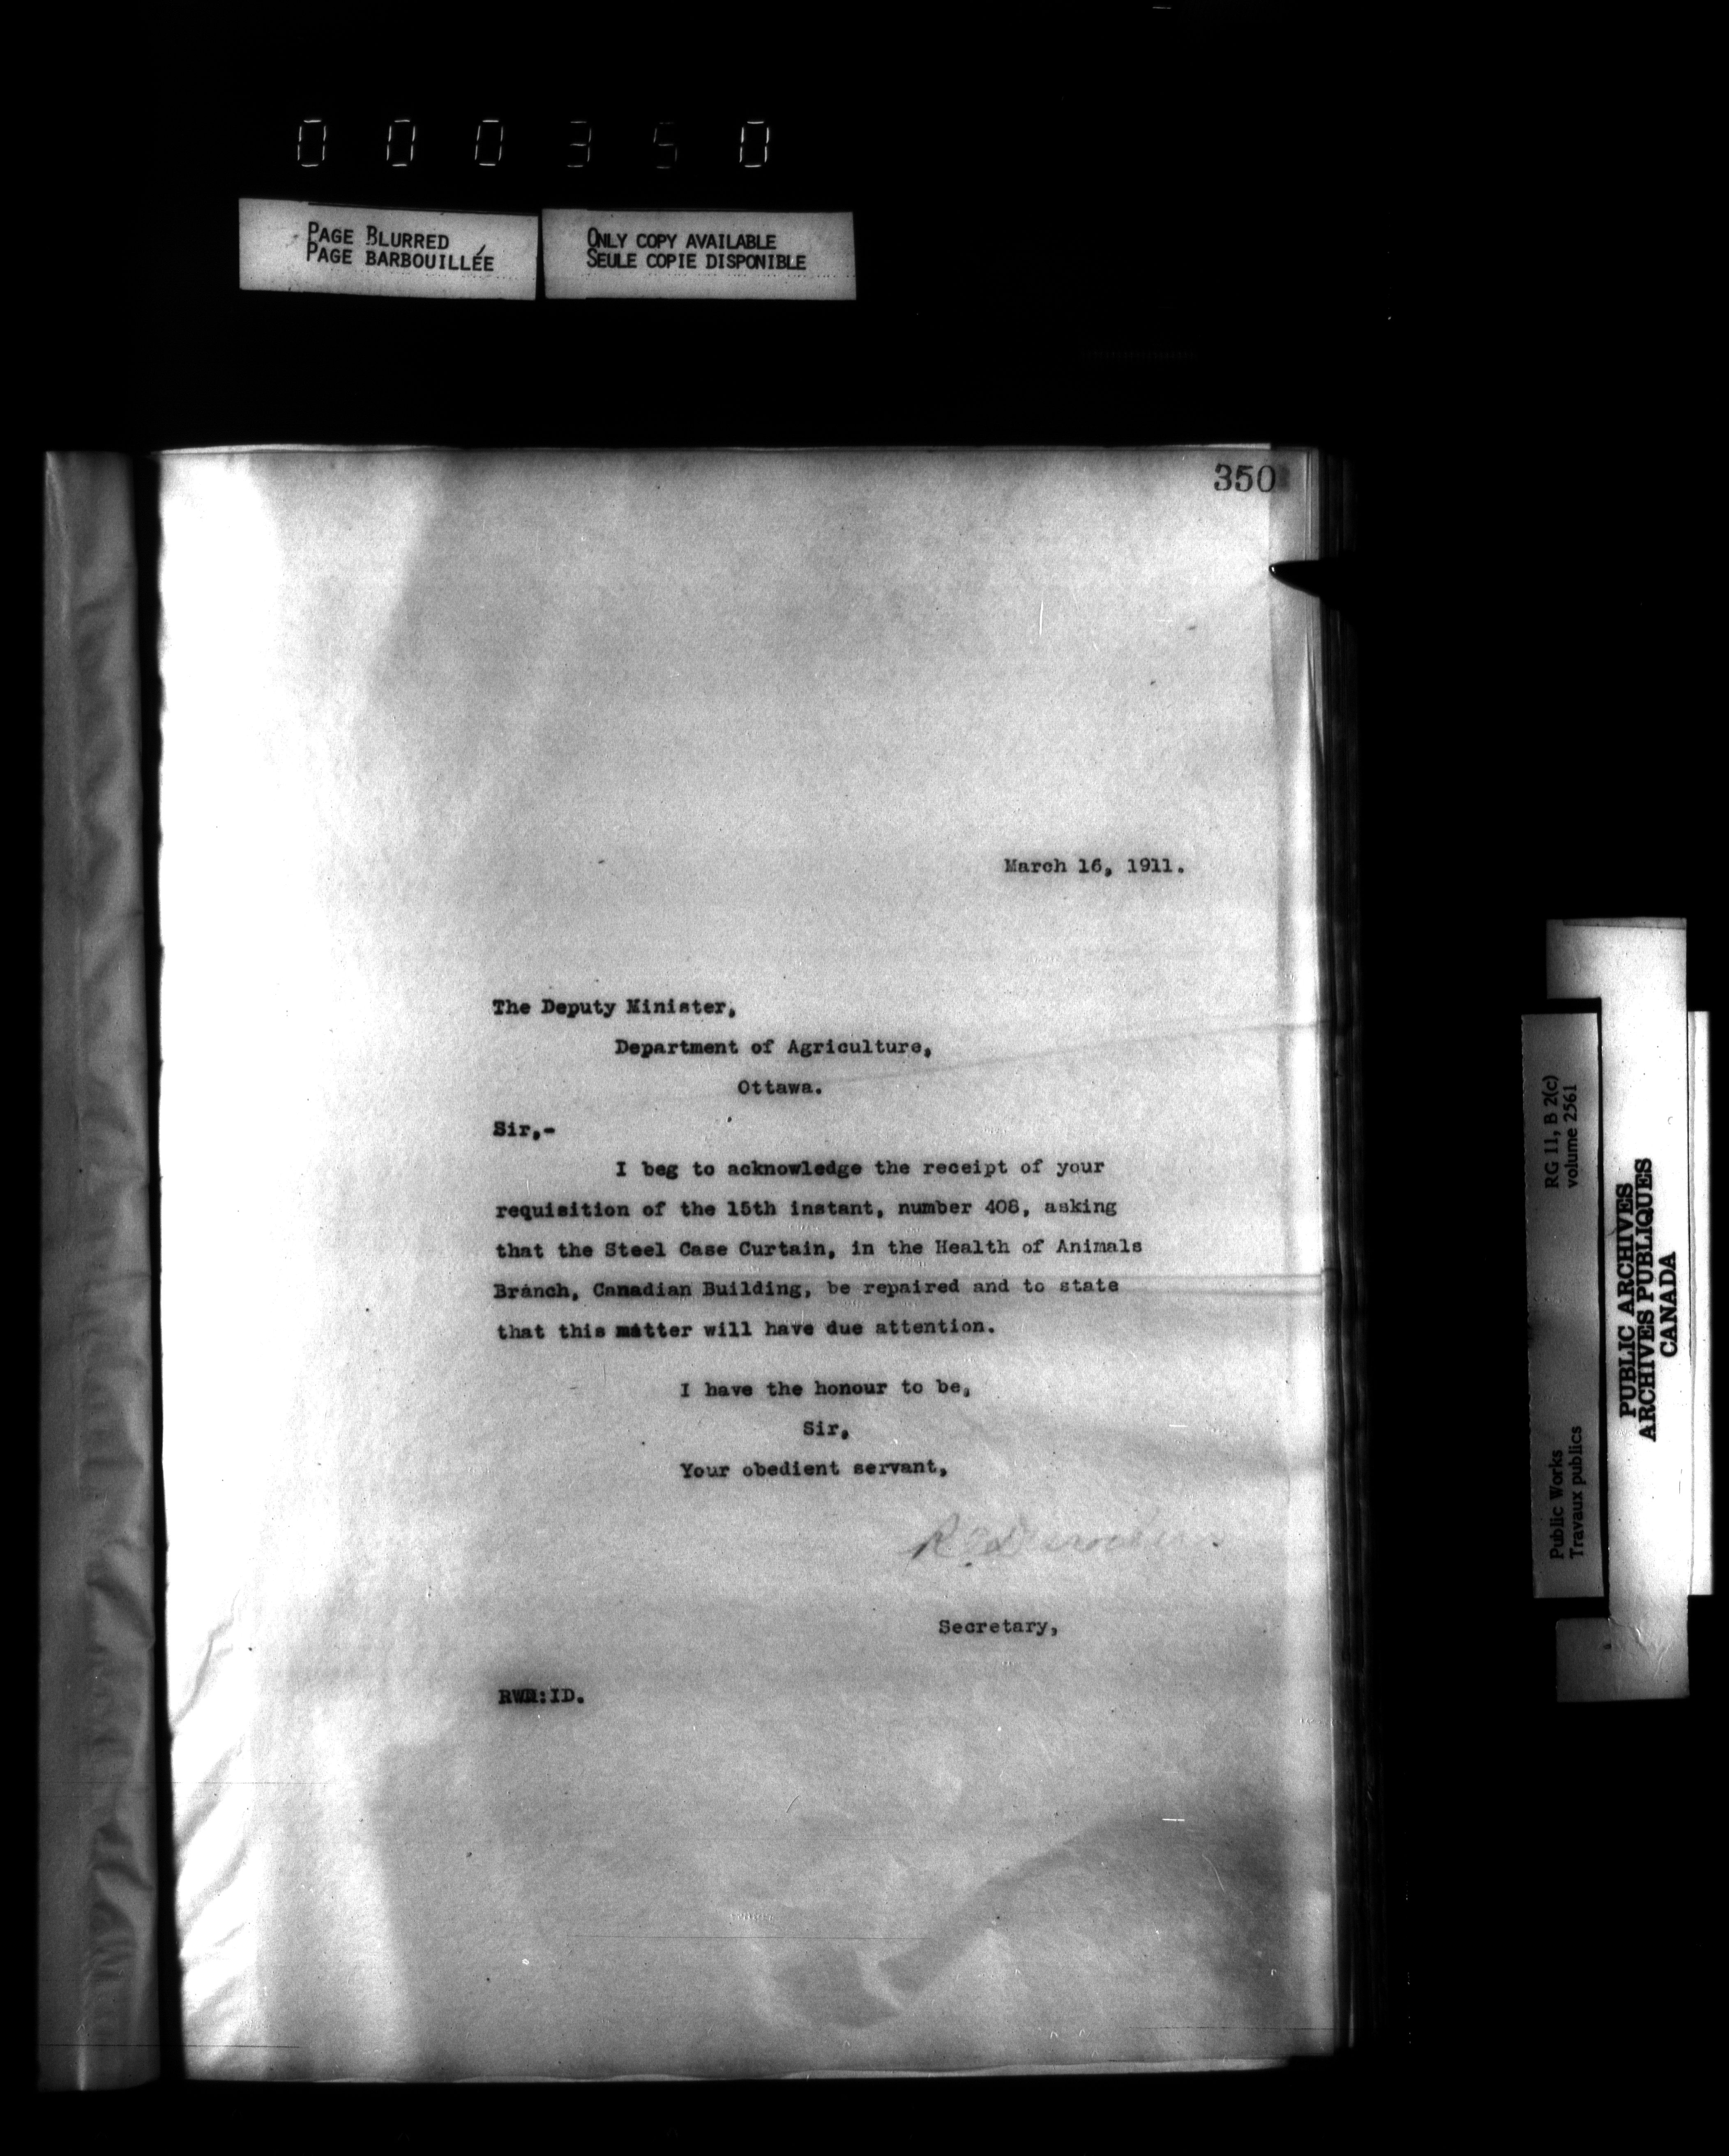 000350
PAGE BLURRED
PAGE BARBOUILLÉE
ONLY COPY AVAILABLE
SEULE COPIE DISPONIBLE
350
March 16, 1911.
The Deputy Minister,
Department of Agriculture,
Ottawa.
Sir,-
I beg to acknowledge the receipt of your
requisition of the 15th instant, number 408, asking
that the Steel Case Curtain, in the Health of Animals
Branch, Canadian Building, be repaired and to state
that this matter will have due attention.
I have the honour to be,
Sir,
Your obedient servant,
Secretary,
RG 11, B 2(c)
volume 2561
Public Works
Travaux publics
PUBLIC ARCHIVES
ARCHIVES PUBLIQUES
CANADA